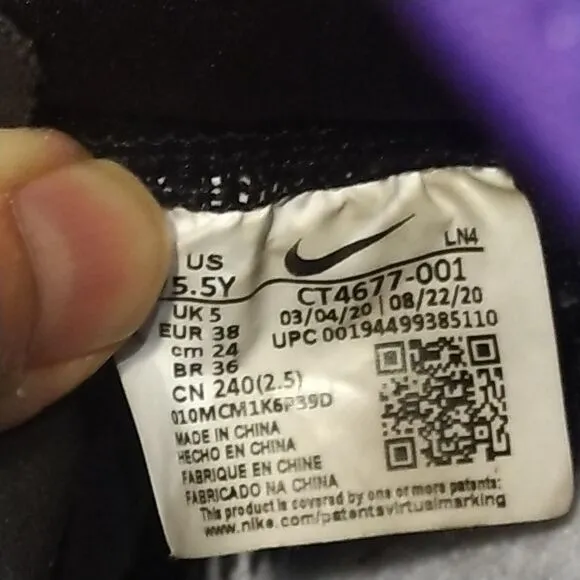 LN4
US
5.5Y
UK 5
EUR 38
cm 24
BR 36
CN 240(2.5)
010MCM1K6P39D
CT4677-001
03/04/20 | 08/22/20
UPC 00194499385110
MADE IN CHINA
HECHO EN CHINA
FABRIQUE EN CHINE
FABRICADO NA CHINA
This product is covered by one or more patents:
www.nike.com/patentsvirtualmarking